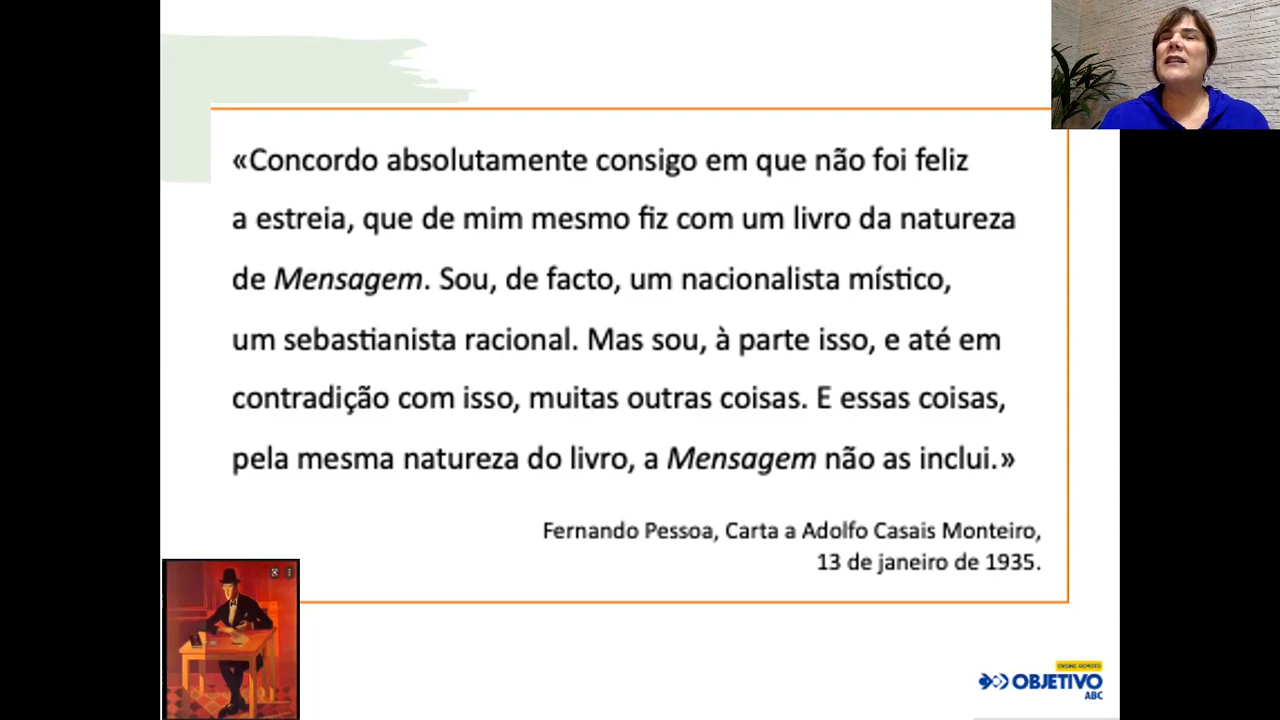 «Concordo absolutamente consigo em que não foi feliz
a estreia, que de mim mesmo fiz com um livro da natureza
de Mensagem. Sou, de facto, um nacionalista místico,
um sebastianista racional. Mas sou, à parte isso, e até em
contradição com isso, muitas outras coisas. E essas coisas,
pela mesma natureza do livro, a Mensagem não as inclui.»
Fernando Pessoa, Carta a Adolfo Casais Monteiro,
13 de janeiro de 1935.
ENSINO REMOTO
OBJETIVO
ABC